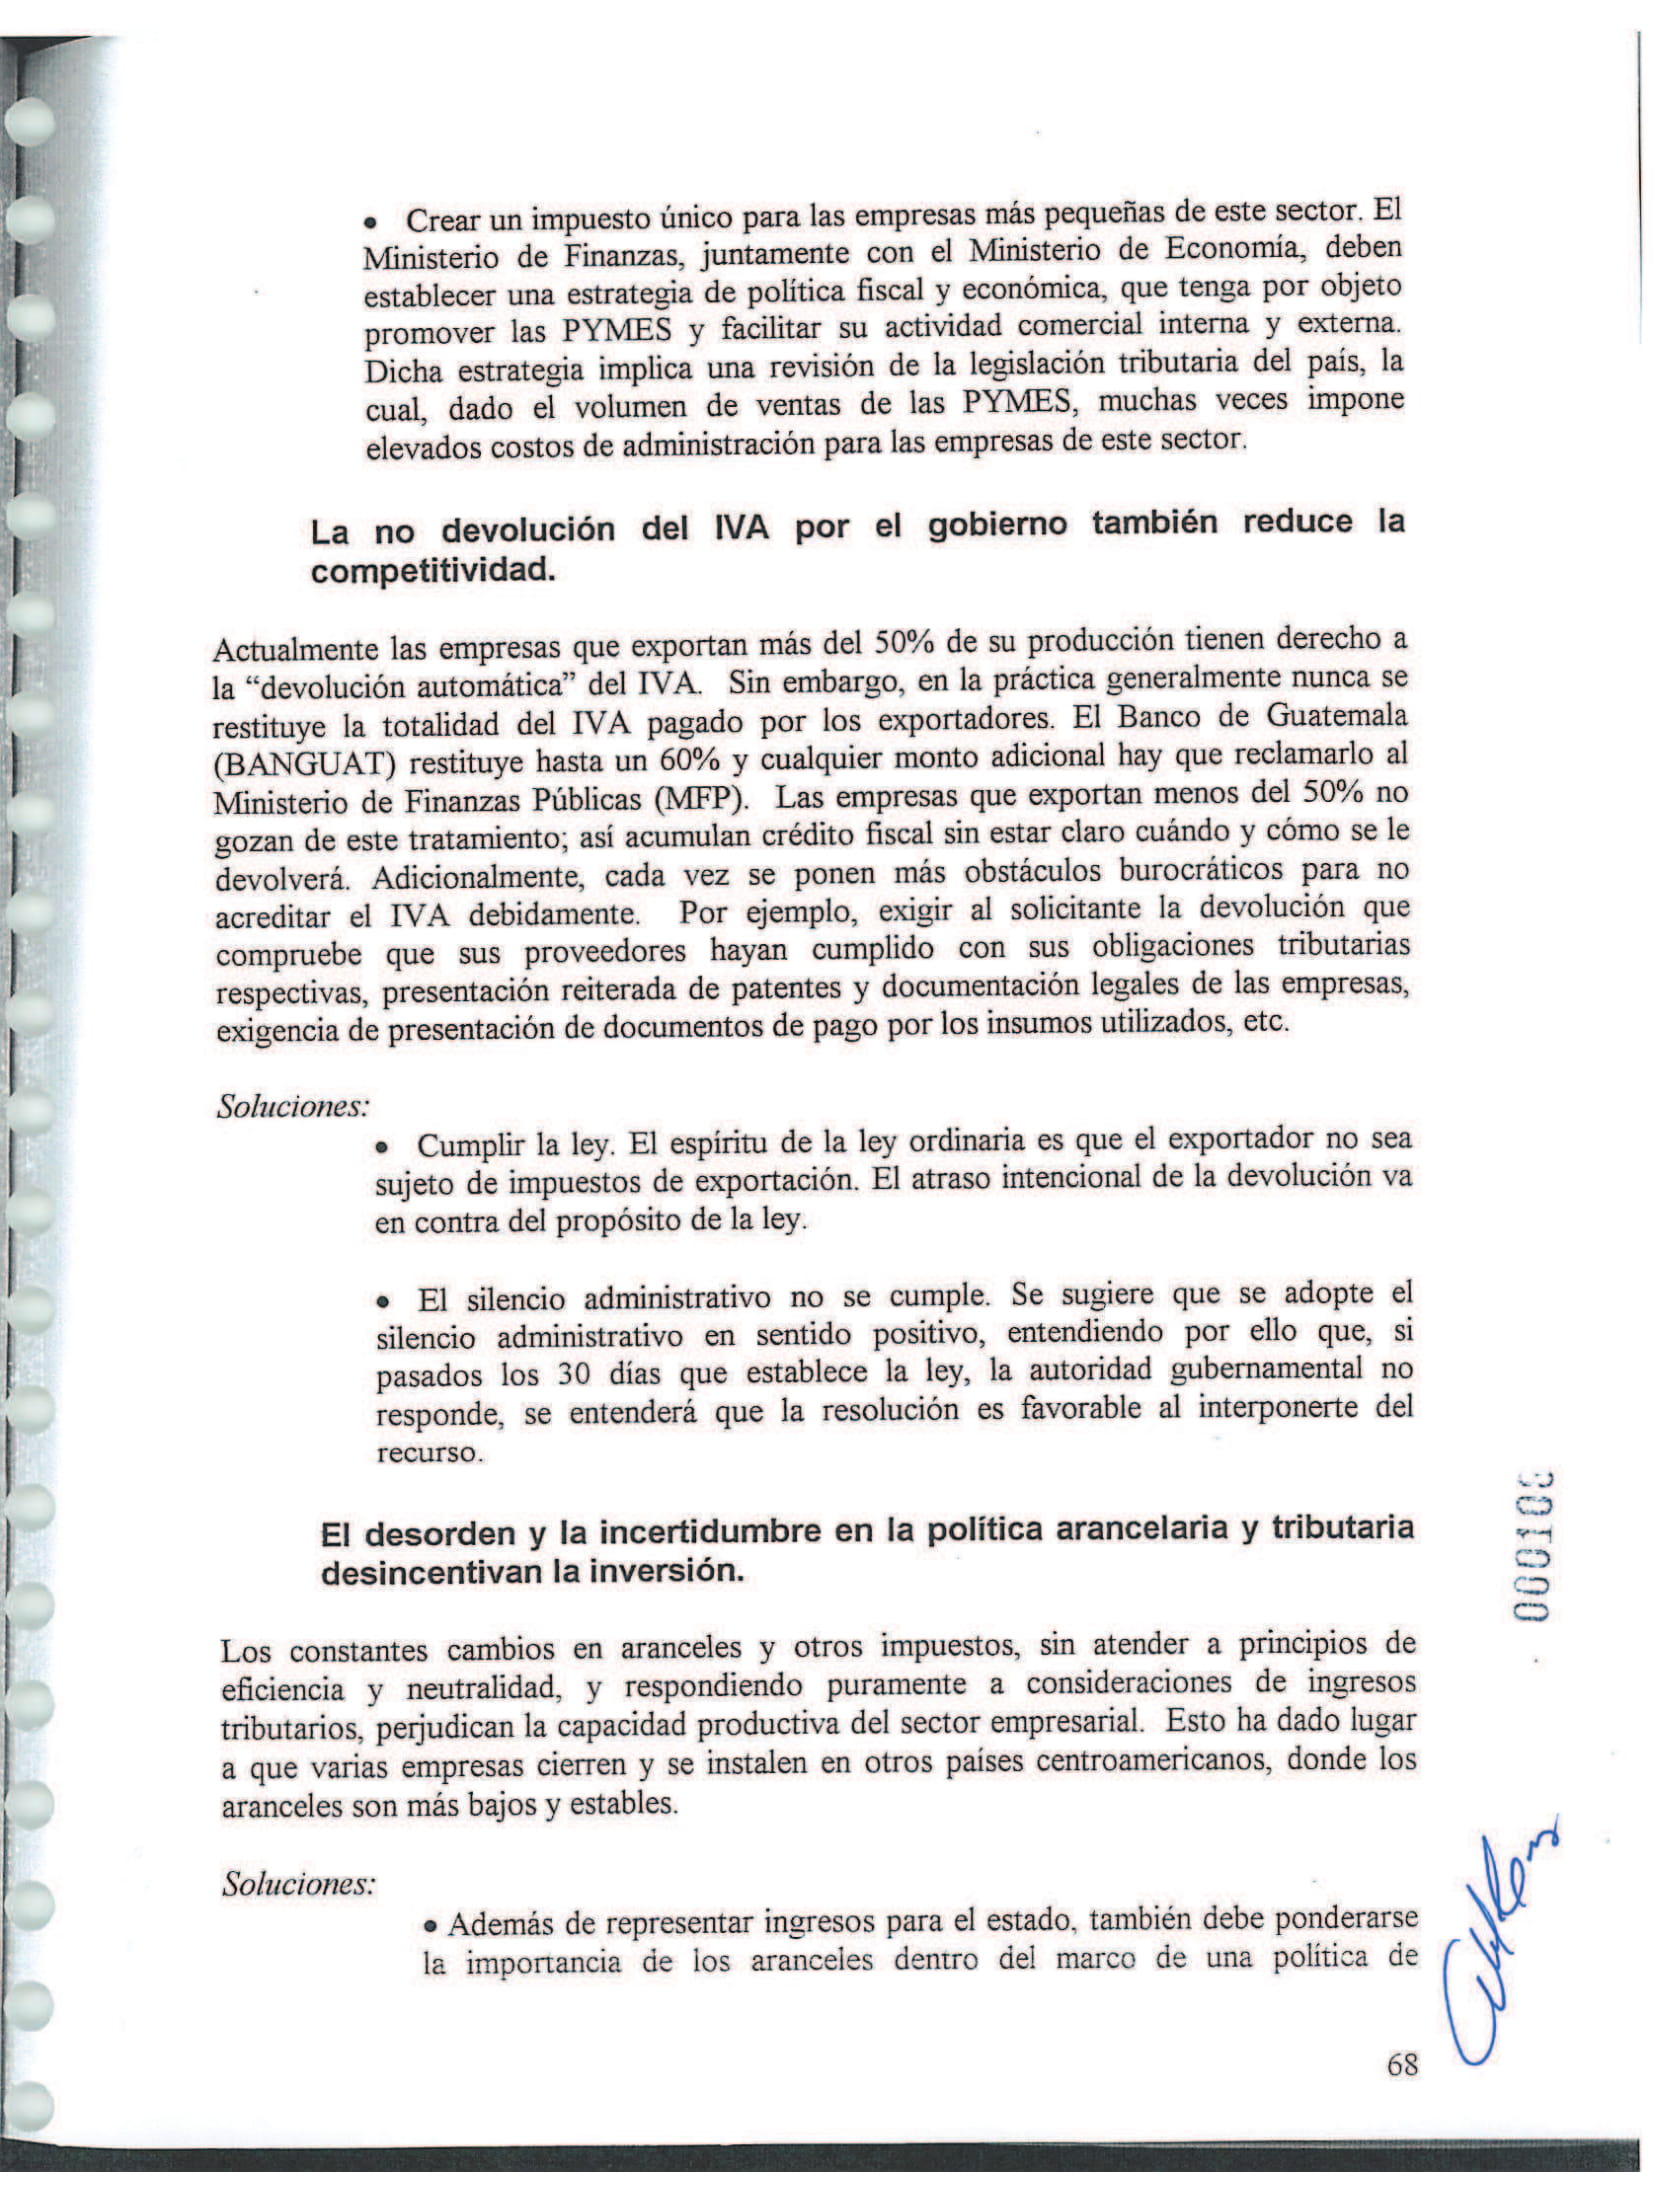 • Crear un impuesto único para las empresas más pequeñas de este sector. El
Ministerio de Finanzas, juntamente con el Ministerio de Economía, deben
establecer una estrategia de política fiscal y económica, que tenga por objeto
promover las PYMES y facilitar su actividad comercial interna y externa.
Dicha estrategia implica una revisión de la legislación tributaria del país, la
cual, dado el volumen de ventas de las PYMES, muchas veces impone
elevados costos de administración para las empresas de este sector.
La no devolución del IVA por el gobierno también reduce la
competitividad.
Actualmente las empresas que exportan más del 50% de su producción tienen derecho a
la “devolución automática” del IVA. Sin embargo, en la práctica generalmente nunca se
restituye la totalidad del IVA pagado por los exportadores. El Banco de Guatemala
(BANGUAT) restituye hasta un 60% y cualquier monto adicional hay que reclamarlo al
Ministerio de Finanzas Públicas (MFP). Las empresas que exportan menos del 50% no
gozan de este tratamiento; así acumulan crédito fiscal sin estar claro cuándo y cómo se le
devolverá. Adicionalmente, cada vez se ponen más obstáculos burocráticos para no
acreditar el IVA debidamente. Por ejemplo, exigir al solicitante la devolución que
compruebe que sus proveedores hayan cumplido con sus obligaciones tributarias
respectivas, presentación reiterada de patentes y documentación legales de las empresas,
exigencia de presentación de documentos de pago por los insumos utilizados, etc.
Soluciones:
• Cumplir la ley. El espíritu de la ley ordinaria es que el exportador no sea
sujeto de impuestos de exportación. El atraso intencional de la devolución va
en contra del propósito de la ley.
• El silencio administrativo no se cumple. Se sugiere que se adopte el
silencio administrativo en sentido positivo, entendiendo por ello que, si
pasados los 30 días que establece la ley, la autoridad gubernamental no
responde, se entenderá que la resolución es favorable al interponerte del
recurso.
El desorden y la incertidumbre en la política arancelaria y tributaria
desincentivan la inversión.
Los constantes cambios en aranceles y otros impuestos, sin atender a principios de
eficiencia y neutralidad, y respondiendo puramente a consideraciones de ingresos
tributarios, perjudican la capacidad productiva del sector empresarial. Esto ha dado lugar
a que varias empresas cierren y se instalen en otros países centroamericanos, donde los
aranceles son más bajos y estables.
Soluciones:
• Además de representar ingresos para el estado, también debe ponderarse
la importancia de los aranceles dentro del marco de una política de
68